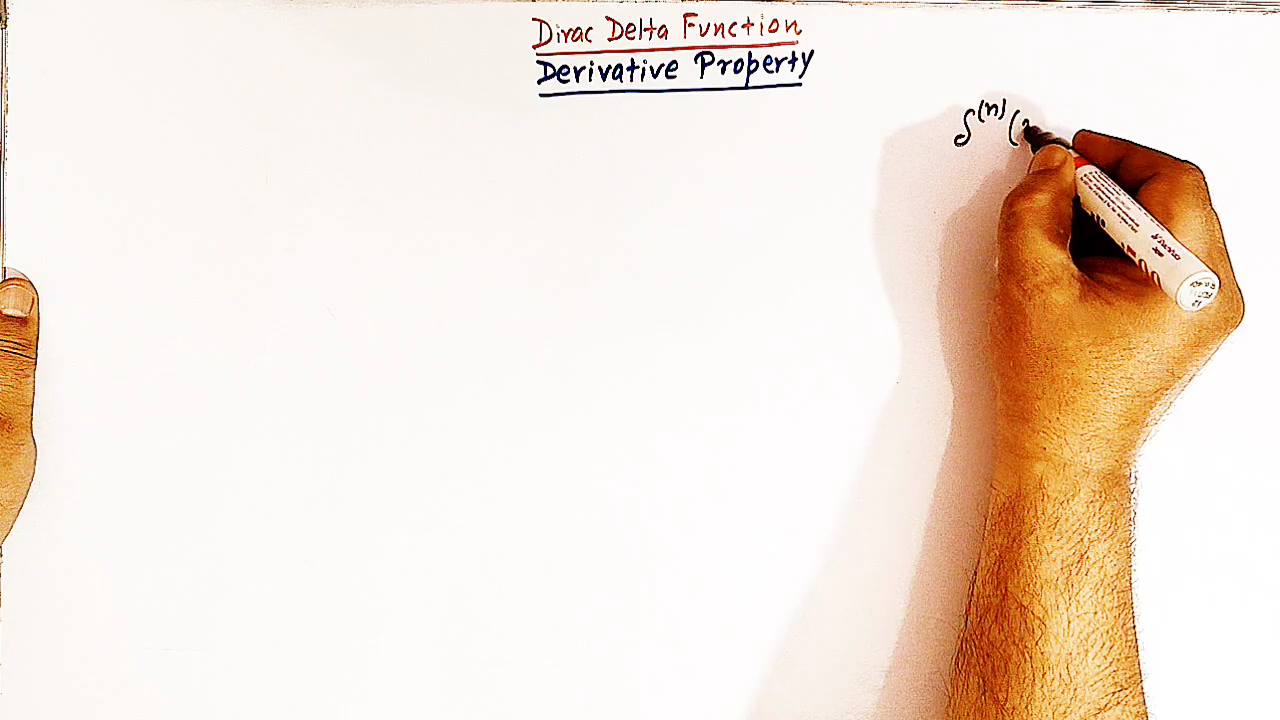 Dirac Delta Function
Derivative Property
δ⁽ⁿ⁾(